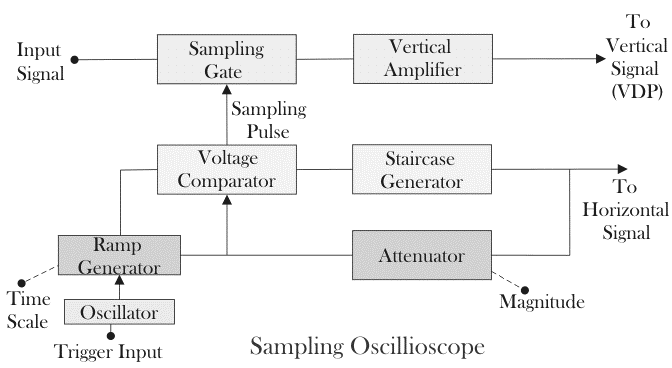 Input
Signal
Sampling
Gate
Vertical
Amplifier
To
Vertical
Signal
(VDP)
Sampling
Pulse
Voltage
Comparator
Staircase
Generator
To
Horizontal
Signal
Ramp
Generator
Attenuator
Time
Scale
Magnitude
Oscillator
Trigger Input
Sampling Oscillioscope